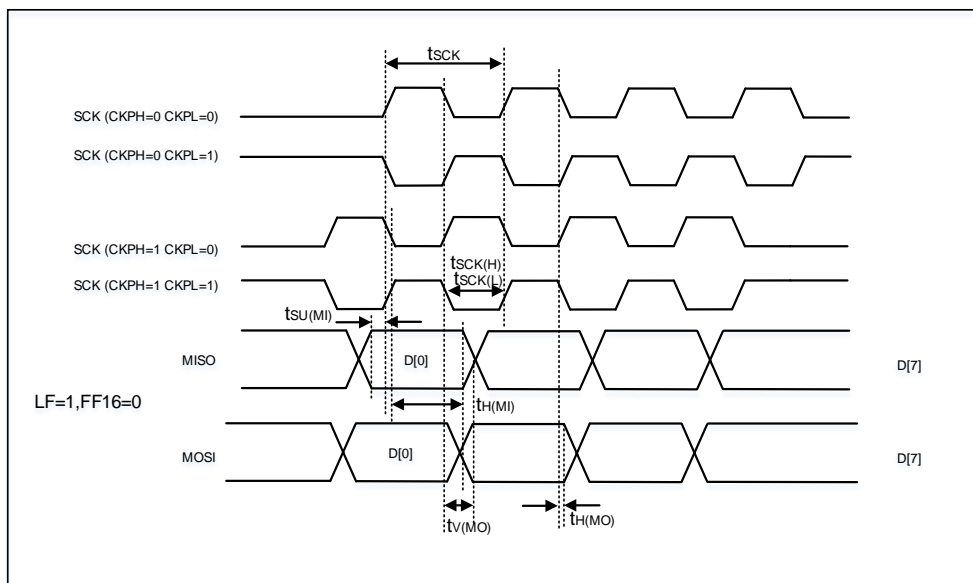 tSCK
SCK (CKPH=0 CKPL=0)
SCK (CKPH=0 CKPL=1)
SCK (CKPH=1 CKPL=0)
tSCK(H)
tSCK(L)
SCK (CKPH=1 CKPL=1)
tSU(MI)
MISO
D[0]
D[7]
LF=1,FF16=0
tH(MI)
MOSI
D[0]
D[7]
tV(MO)
tH(MO)